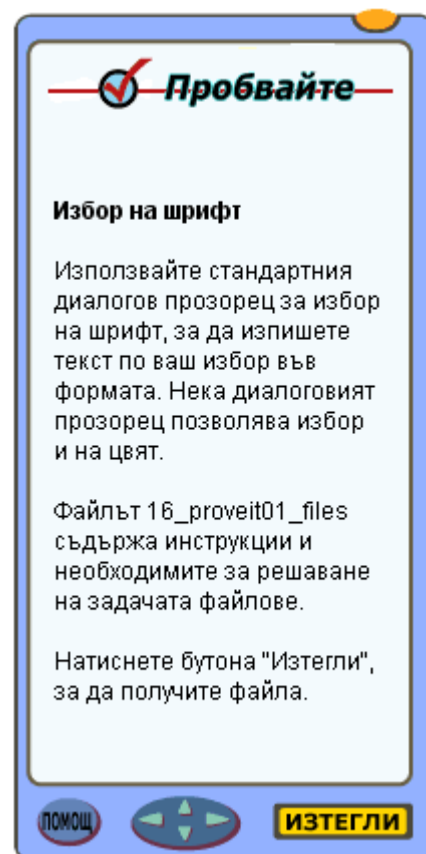 Пробвайте
Избор на шрифт
Използвайте стандартния
диалогов прозорец за избор
на шрифт, за да изпишете
текст по ваш избор във
формата. Нека диалоговият
прозорец позволява избор
и на цвят.
Файлът 16_proveit01_files
съдържа инструкции и
необходимите за решаване
на задачата файлове.
Натиснете бутона "Изтегли",
за да получите файла.
ПОМОЩ
ИЗТЕГЛИ